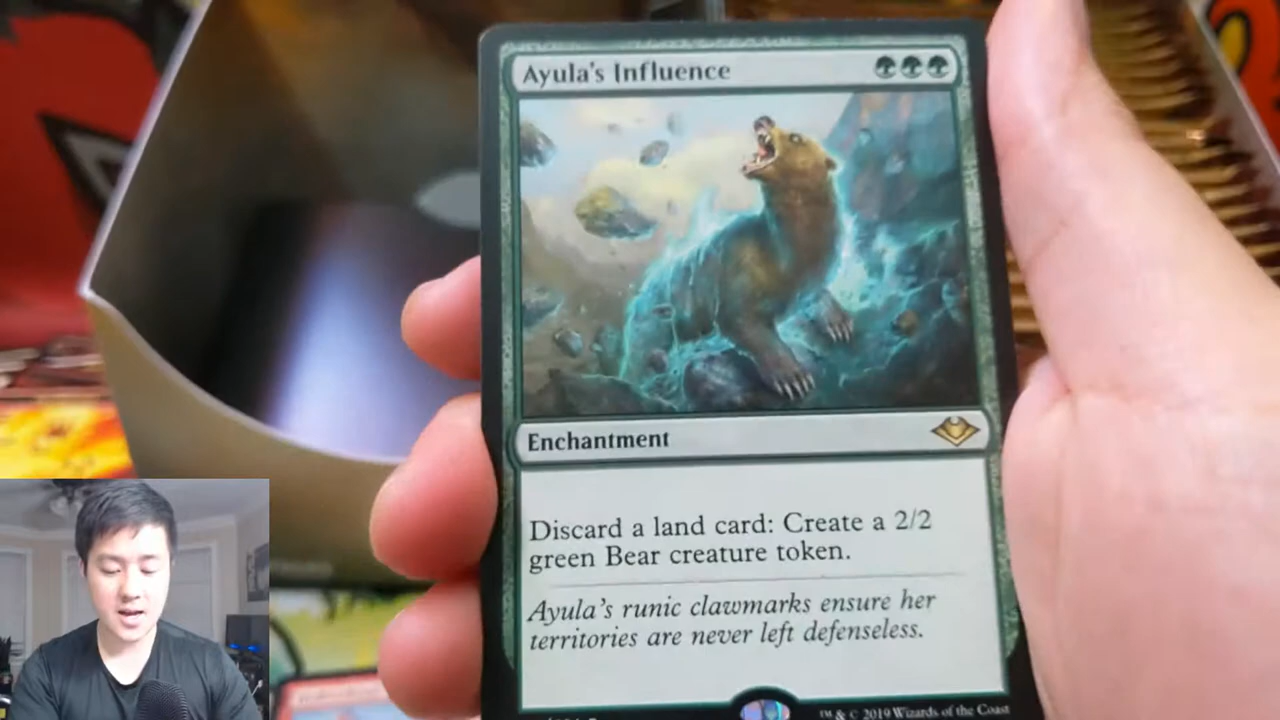 Ayula's Influence
Enchantment
Discard a land card: Create a 2/2
green Bear creature token.
Ayula's runic clawmarks ensure her
territories are never left defenseless.
™ & © 2019 Wizards of the Coast